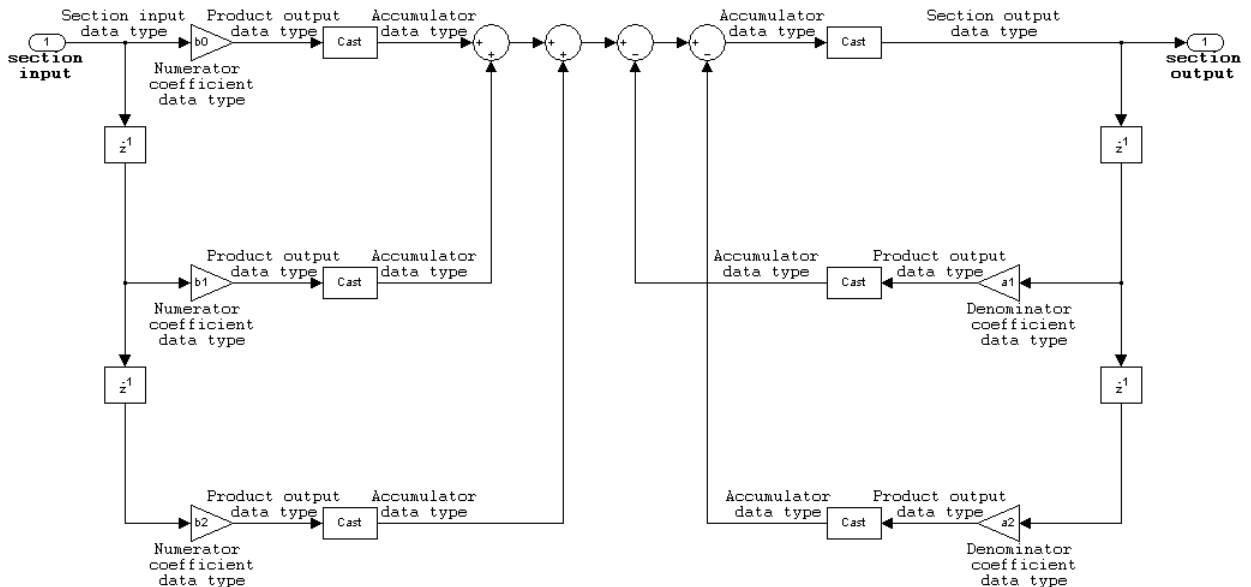 Section input
data type
Product output
data type
Accumulator
data type
Accumulator
data type
Section output
data type
1
b0
Cast
+
+
+
+
+
−
+
−
Cast
1
section
input
section
output
Numerator
coefficient
data type
z-1
z-1
Product output
data type
Accumulator
data type
Accumulator
data type
Product output
data type
b1
Cast
Cast
a1
Numerator
coefficient
data type
Denominator
coefficient
data type
z-1
z-1
Product output
data type
Accumulator
data type
Accumulator
data type
Product output
data type
b2
Cast
Cast
a2
Numerator
coefficient
data type
Denominator
coefficient
data type